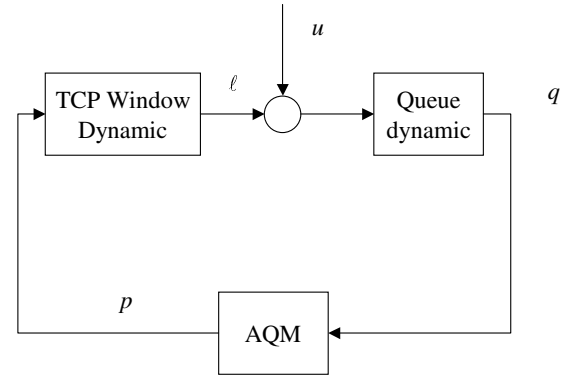 u
ℓ
TCP Window
Dynamic
Queue
dynamic
q
p
AQM